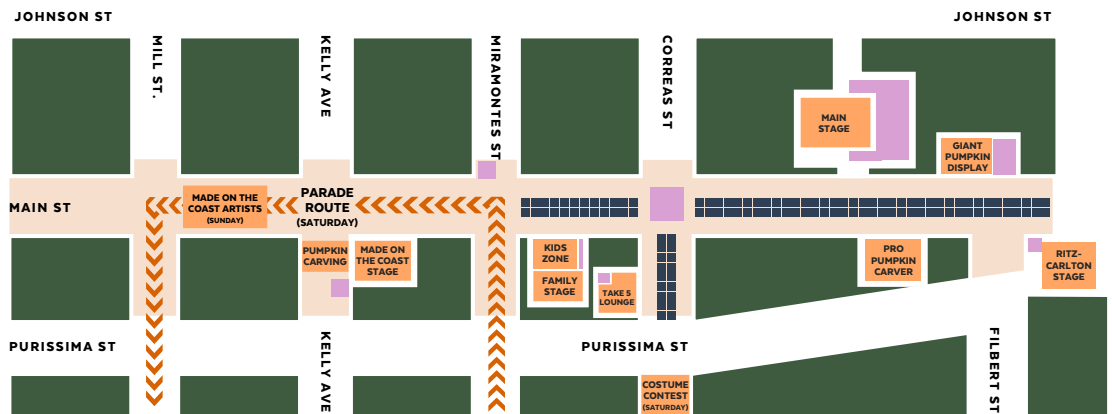 JOHNSON ST
JOHNSON ST
MILL ST.
KELLY AVE
MIRAMONTES ST
CORREAS ST
MAIN
STAGE
GIANT
PUMPKIN
DISPLAY
MAIN ST
MADE ON THE
COAST ARTISTS
(SUNDAY)
PARADE
ROUTE
(SATURDAY)
PUMPKIN
CARVING
MADE ON
THE COAST
STAGE
KIDS
ZONE
FAMILY
STAGE
TAKE 5
LOUNGE
PRO
PUMPKIN
CARVER
RITZ-
CARLTON
STAGE
PURISSIMA ST
KELLY AVE
PURISSIMA ST
FILBERT ST
COSTUME
CONTEST
(SATURDAY)